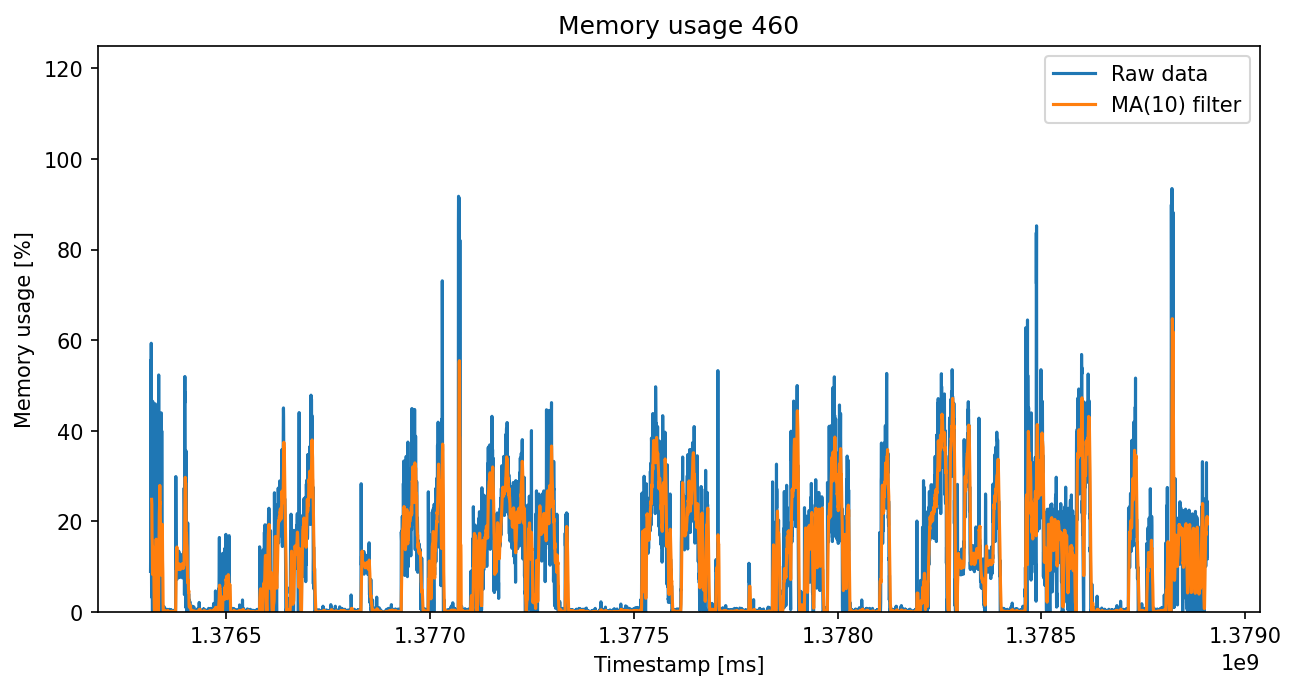 Memory usage 460
Raw data
MA(10) filter
Memory usage [%]
120
100
80
60
40
20
0
1.3765 1.3770 1.3775 1.3780 1.3785 1.3790
1e9
Timestamp [ms]